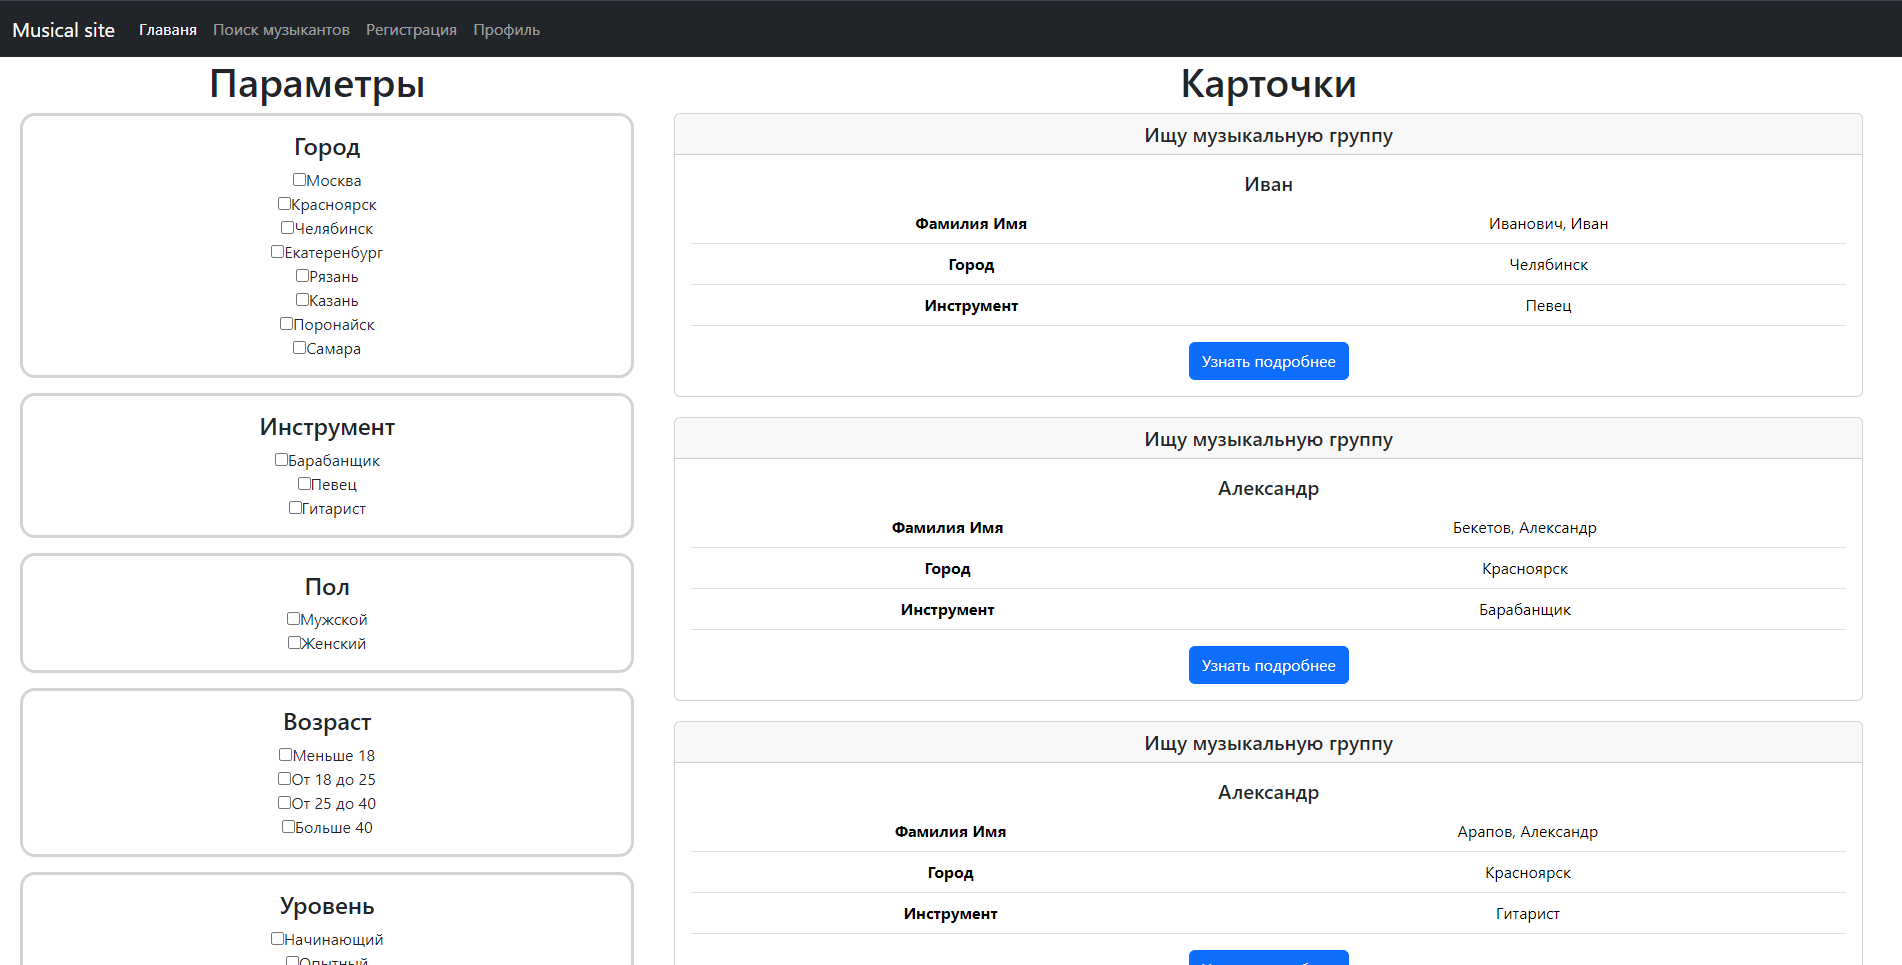 Musical site Главаня Поиск музыкантов Регистрация Профиль
Параметры
Город
Москва
Красноярск
Челябинск
Екатеренбург
Рязань
Казань
Поронайск
Самара
Инструмент
Барабанщик
Певец
Гитарист
Пол
Мужской
Женский
Возраст
Меньше 18
От 18 до 25
От 25 до 40
Больше 40
Уровень
Начинающий
Опытный
Карточки
Ищу музыкальную группу
Иван
Фамилия Имя Иванович, Иван
Город Челябинск
Инструмент Певец
Узнать подробнее
Ищу музыкальную группу
Александр
Фамилия Имя Бекетов, Александр
Город Красноярск
Инструмент Барабанщик
Узнать подробнее
Ищу музыкальную группу
Александр
Фамилия Имя Арапов, Александр
Город Красноярск
Инструмент Гитарист